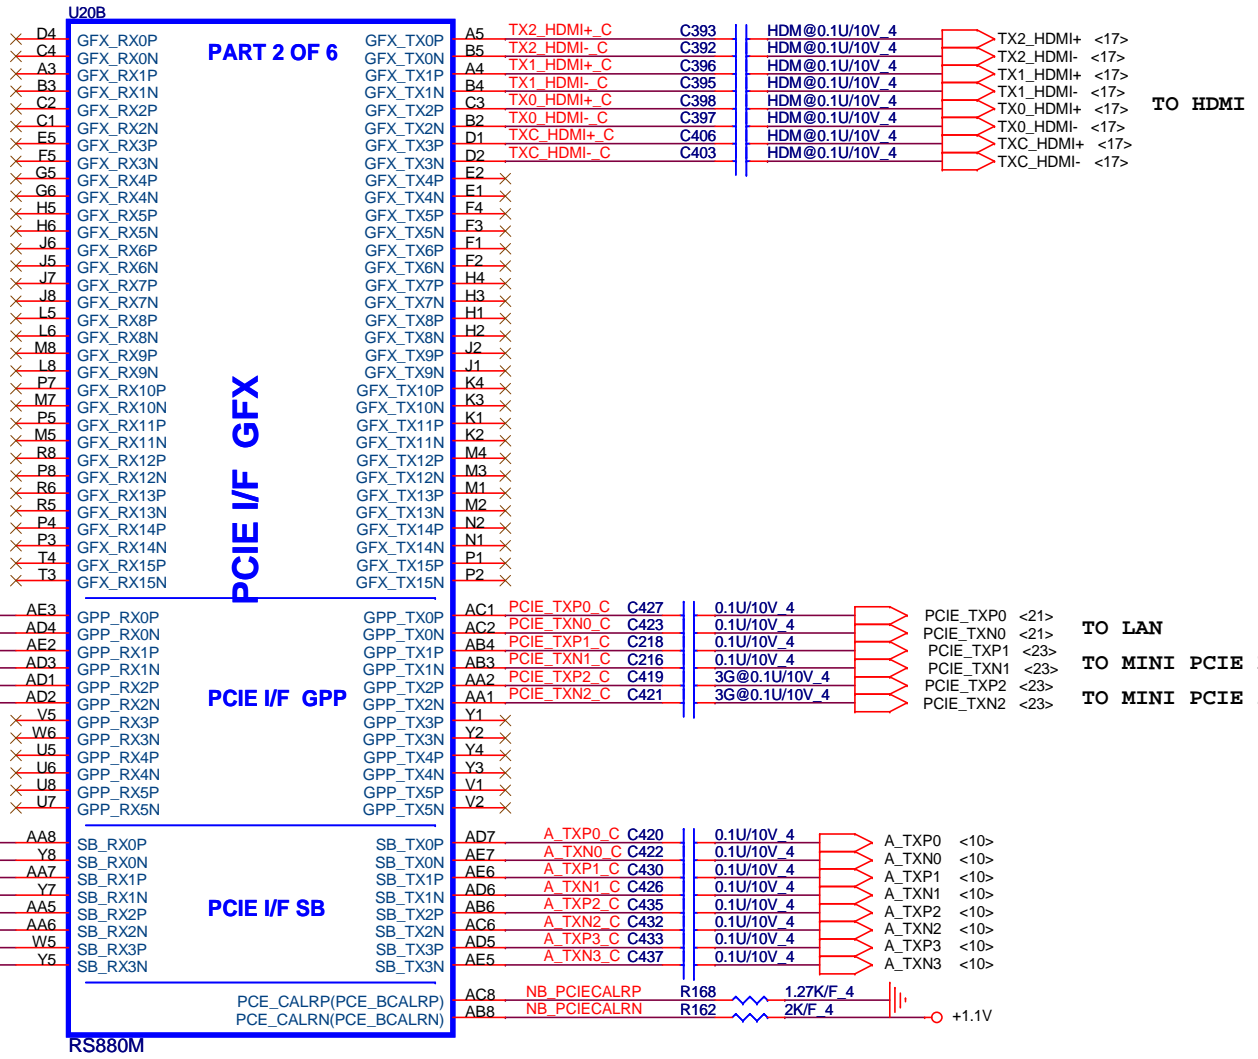 U20B
PART 2 OF 6
D4 GFX_RX0P GFX_TX0P A5 TX2_HDMI+_C C393 HDM@0.1U/10V_4 TX2_HDMI+ <17>
C4 GFX_RX0N GFX_TX0N B5 TX2_HDMI-_C C392 HDM@0.1U/10V_4 TX2_HDMI- <17>
A3 GFX_RX1P GFX_TX1P A4 TX1_HDMI+_C C396 HDM@0.1U/10V_4 TX1_HDMI+ <17>
B3 GFX_RX1N GFX_TX1N B4 TX1_HDMI-_C C395 HDM@0.1U/10V_4 TX1_HDMI- <17>
C2 GFX_RX2P GFX_TX2P C3 TX0_HDMI+_C C398 HDM@0.1U/10V_4 TX0_HDMI+ <17> TO HDMI
C1 GFX_RX2N GFX_TX2N B2 TX0_HDMI-_C C397 HDM@0.1U/10V_4 TX0_HDMI- <17>
E5 GFX_RX3P GFX_TX3P D1 TXC_HDMI+_C C406 HDM@0.1U/10V_4 TXC_HDMI+ <17>
F5 GFX_RX3N GFX_TX3N D2 TXC_HDMI-_C C403 HDM@0.1U/10V_4 TXC_HDMI- <17>
G5 GFX_RX4P GFX_TX4P E2
G6 GFX_RX4N GFX_TX4N E1
H5 GFX_RX5P GFX_TX5P F4
H6 GFX_RX5N GFX_TX5N F3
J6 GFX_RX6P GFX_TX6P F1
J5 GFX_RX6N GFX_TX6N F2
J7 GFX_RX7P GFX_TX7P H4
J8 GFX_RX7N GFX_TX7N H3
L5 GFX_RX8P GFX_TX8P H1
L6 GFX_RX8N GFX_TX8N H2
M8 GFX_RX9P GFX_TX9P J2
L8 GFX_RX9N GFX_TX9N J1
P7 GFX_RX10P GFX_TX10P K4
M7 GFX_RX10N GFX_TX10N K3
P5 GFX_RX11P GFX_TX11P K1
M5 GFX_RX11N GFX_TX11N K2
R8 GFX_RX12P GFX_TX12P M4
P8 GFX_RX12N GFX_TX12N M3
R6 GFX_RX13P GFX_TX13P M1
R5 GFX_RX13N GFX_TX13N M2
P4 GFX_RX14P GFX_TX14P N2
P3 GFX_RX14N GFX_TX14N N1
T4 GFX_RX15P GFX_TX15P P1
T3 GFX_RX15N GFX_TX15N P2
PCIE I/F GFX
AE3 GPP_RX0P GPP_TX0P AC1 PCIE_TXP0_C C427 0.1U/10V_4 PCIE_TXP0 <21>
AD4 GPP_RX0N GPP_TX0N AC2 PCIE_TXN0_C C423 0.1U/10V_4 PCIE_TXN0 <21> TO LAN
AE2 GPP_RX1P GPP_TX1P AB4 PCIE_TXP1_C C218 0.1U/10V_4 PCIE_TXP1 <23>
AD3 GPP_RX1N GPP_TX1N AB3 PCIE_TXN1_C C216 0.1U/10V_4 PCIE_TXN1 <23> TO MINI PCIE
AD1 GPP_RX2P GPP_TX2P AA2 PCIE_TXP2_C C419 3G@0.1U/10V_4 PCIE_TXP2 <23>
AD2 GPP_RX2N PCIE I/F GPP GPP_TX2N AA1 PCIE_TXN2_C C421 3G@0.1U/10V_4 PCIE_TXN2 <23> TO MINI PCIE
V5 GPP_RX3P GPP_TX3P Y1
W6 GPP_RX3N GPP_TX3N Y2
U5 GPP_RX4P GPP_TX4P Y4
U6 GPP_RX4N GPP_TX4N Y3
U8 GPP_RX5P GPP_TX5P V1
U7 GPP_RX5N GPP_TX5N V2
AA8 SB_RX0P SB_TX0P AD7 A_TXP0_C C420 0.1U/10V_4 A_TXP0 <10>
Y8 SB_RX0N SB_TX0N AE7 A_TXN0_C C422 0.1U/10V_4 A_TXN0 <10>
AA7 SB_RX1P SB_TX1P AE6 A_TXP1_C C430 0.1U/10V_4 A_TXP1 <10>
Y7 SB_RX1N SB_TX1N AD6 A_TXN1_C C426 0.1U/10V_4 A_TXN1 <10>
AA5 SB_RX2P PCIE I/F SB SB_TX2P AB6 A_TXP2_C C435 0.1U/10V_4 A_TXP2 <10>
AA6 SB_RX2N SB_TX2N AC6 A_TXN2_C C432 0.1U/10V_4 A_TXN2 <10>
W5 SB_RX3P SB_TX3P AD5 A_TXP3_C C433 0.1U/10V_4 A_TXP3 <10>
Y5 SB_RX3N SB_TX3N AE5 A_TXN3_C C437 0.1U/10V_4 A_TXN3 <10>
PCE_CALRP(PCE_BCALRP) AC8 NB_PCIECALRP R168 1.27K/F_4
PCE_CALRN(PCE_BCALRN) AB8 NB_PCIECALRN R162 2K/F_4 +1.1V
RS880M